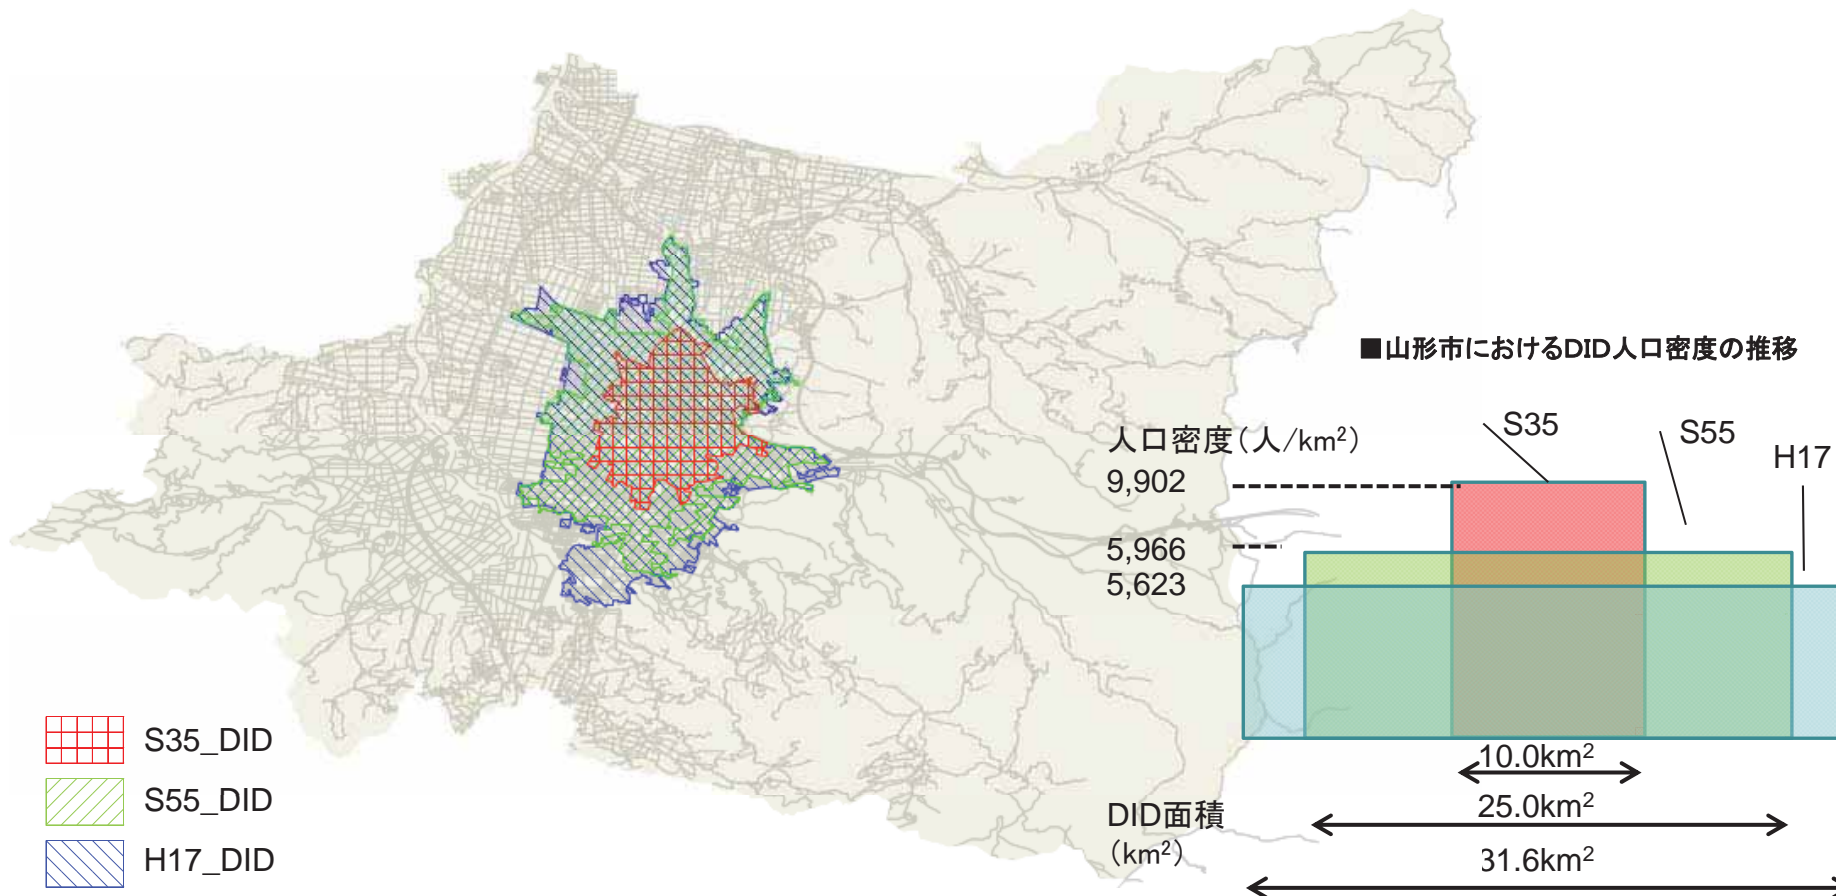 ■山形市におけるDID人口密度の推移
人口密度(人/km²)
9,902
5,966
5,623
S35
S55
H17
10.0km²
25.0km²
31.6km²
DID面積
(km²)
S35_DID
S55_DID
H17_DID